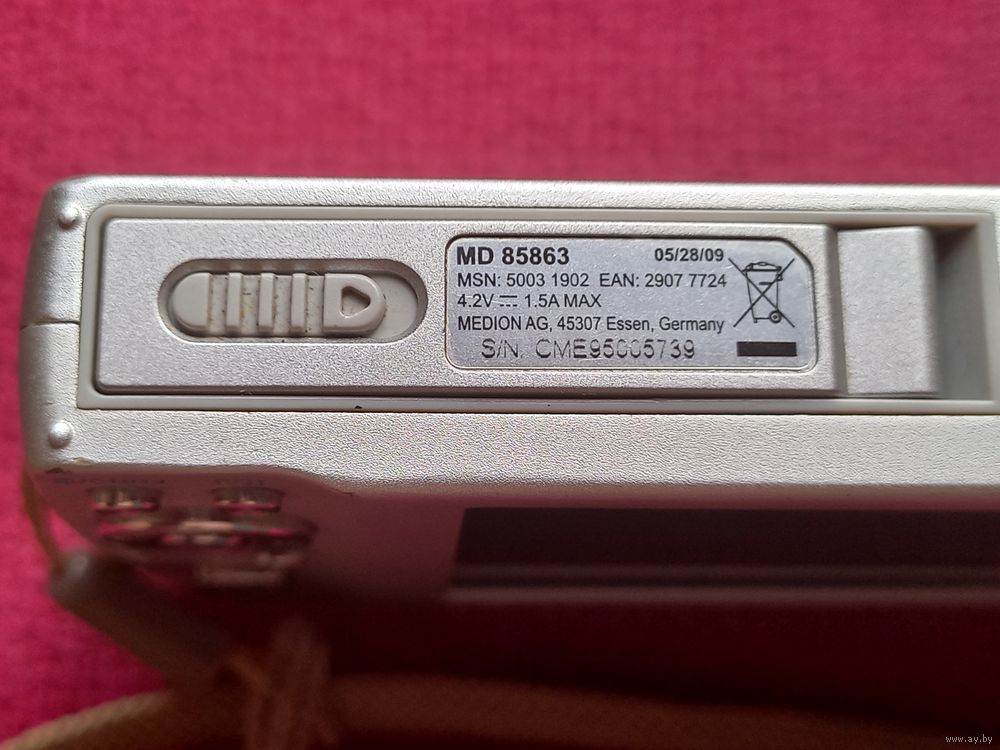 MD 85863 05/28/09
MSN: 5003 1902 EAN: 2907 7724
4.2V ⎓ 1.5A MAX
MEDION AG, 45307 Essen, Germany
S/N. CME95005739
www.ay.by